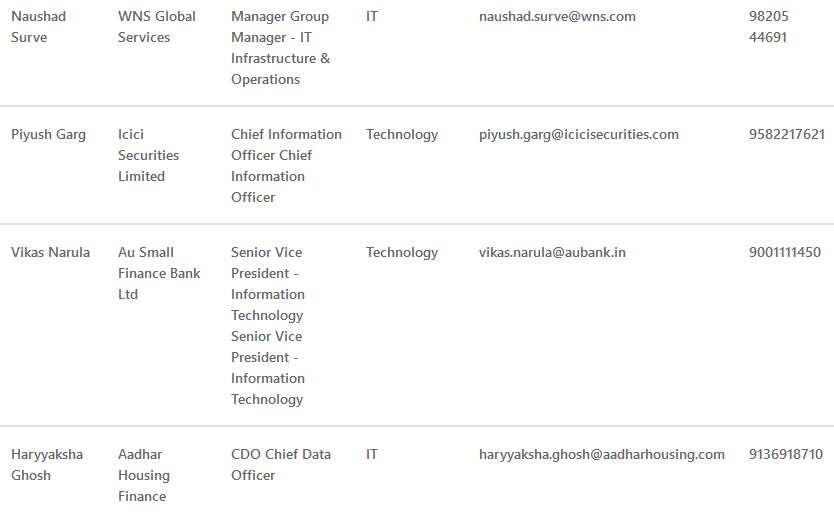 Naushad Surve
WNS Global Services
Manager Group Manager - IT Infrastructure & Operations
IT
naushad.surve@wns.com
98205 44691
Piyush Garg
Icici Securities Limited
Chief Information Officer Chief Information Officer
Technology
piyush.garg@icicisecurities.com
9582217621
Vikas Narula
Au Small Finance Bank Ltd
Senior Vice President - Information Technology Senior Vice President - Information Technology
Technology
vikas.narula@aubank.in
9001111450
Haryyaksha Ghosh
Aadhar Housing Finance
CDO Chief Data Officer
IT
haryyaksha.ghosh@aadharhousing.com
9136918710